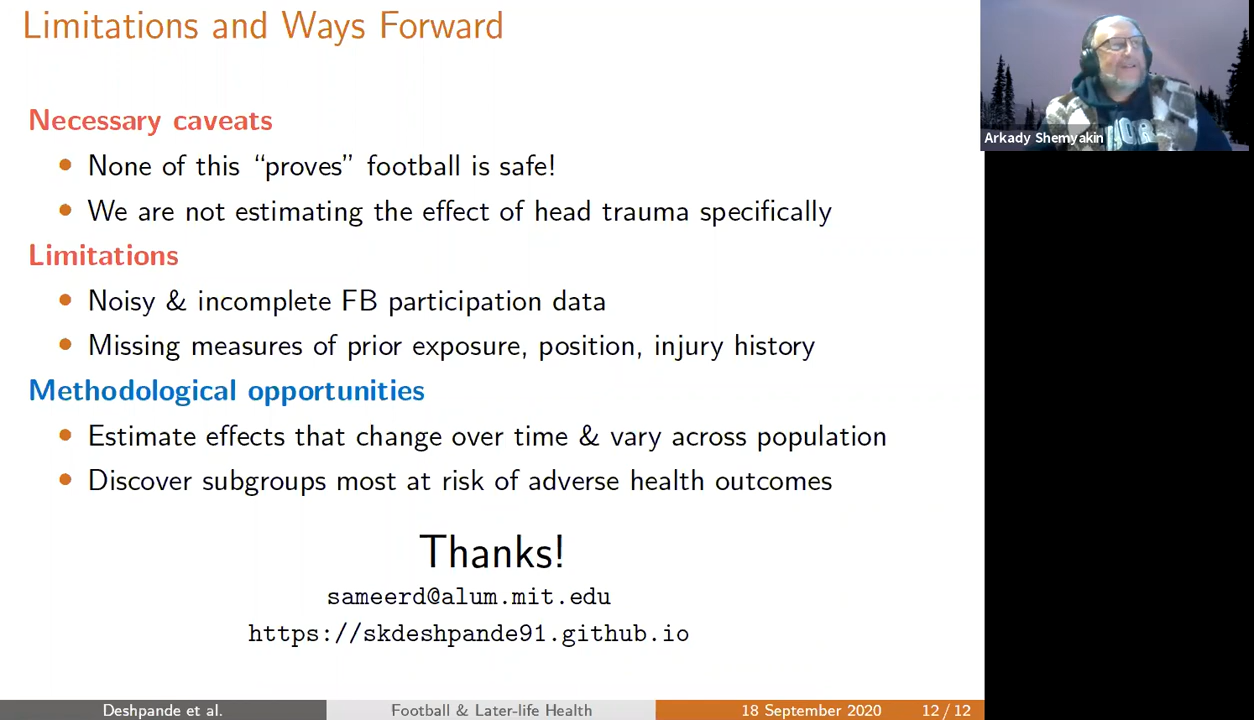 Limitations and Ways Forward
Necessary caveats
None of this “proves” football is safe!
We are not estimating the effect of head trauma specifically
Limitations
Noisy & incomplete FB participation data
Missing measures of prior exposure, position, injury history
Methodological opportunities
Estimate effects that change over time & vary across population
Discover subgroups most at risk of adverse health outcomes
Thanks!
sameerd@alum.mit.edu
https://skdeshpande91.github.io
Deshpande et al.
Football & Later-life Health
18 September 2020
12 / 12
Arkady Shemyakin